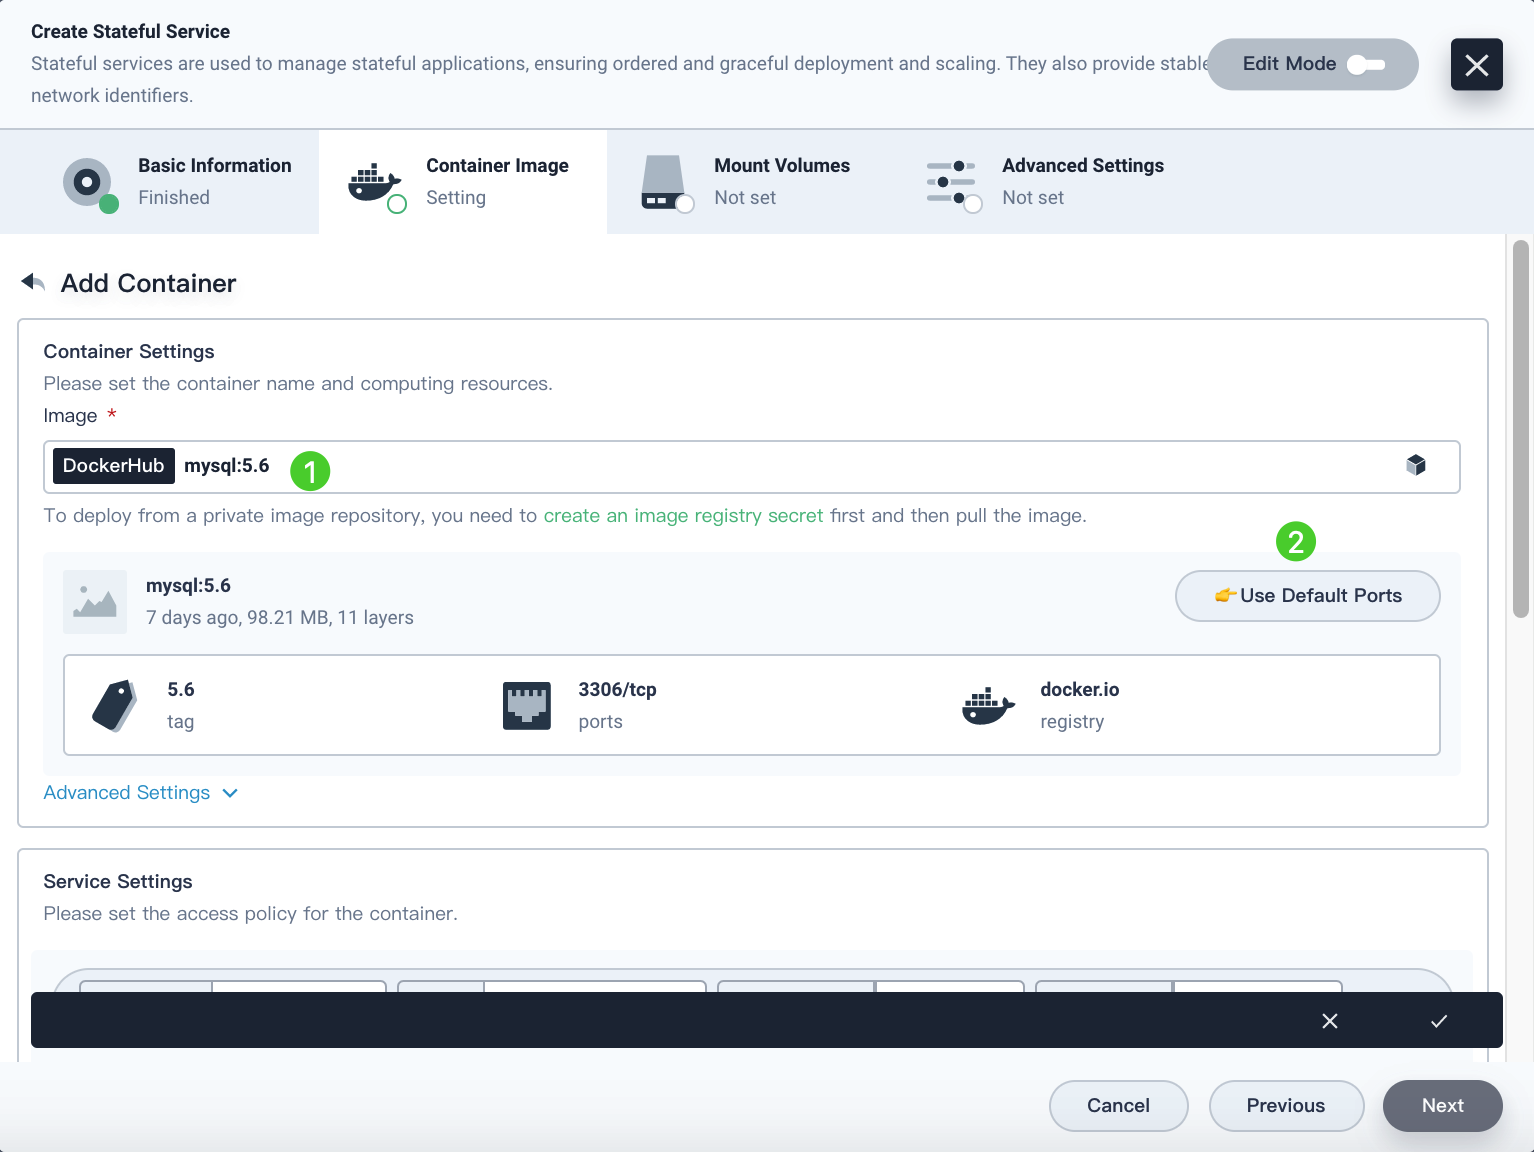 Create Stateful Service
Stateful services are used to manage stateful applications, ensuring ordered and graceful deployment and scaling. They also provide stable
network identifiers.
Edit Mode
Basic Information
Finished
Container Image
Setting
Mount Volumes
Not set
Advanced Settings
Not set
Add Container
Container Settings
Please set the container name and computing resources.
Image *
DockerHub mysql:5.6 1
To deploy from a private image repository, you need to create an image registry secret first and then pull the image.
2
mysql:5.6
7 days ago, 98.21 MB, 11 layers
👉Use Default Ports
5.6
tag
3306/tcp
ports
docker.io
registry
Advanced Settings
Service Settings
Please set the access policy for the container.
Cancel
Previous
Next